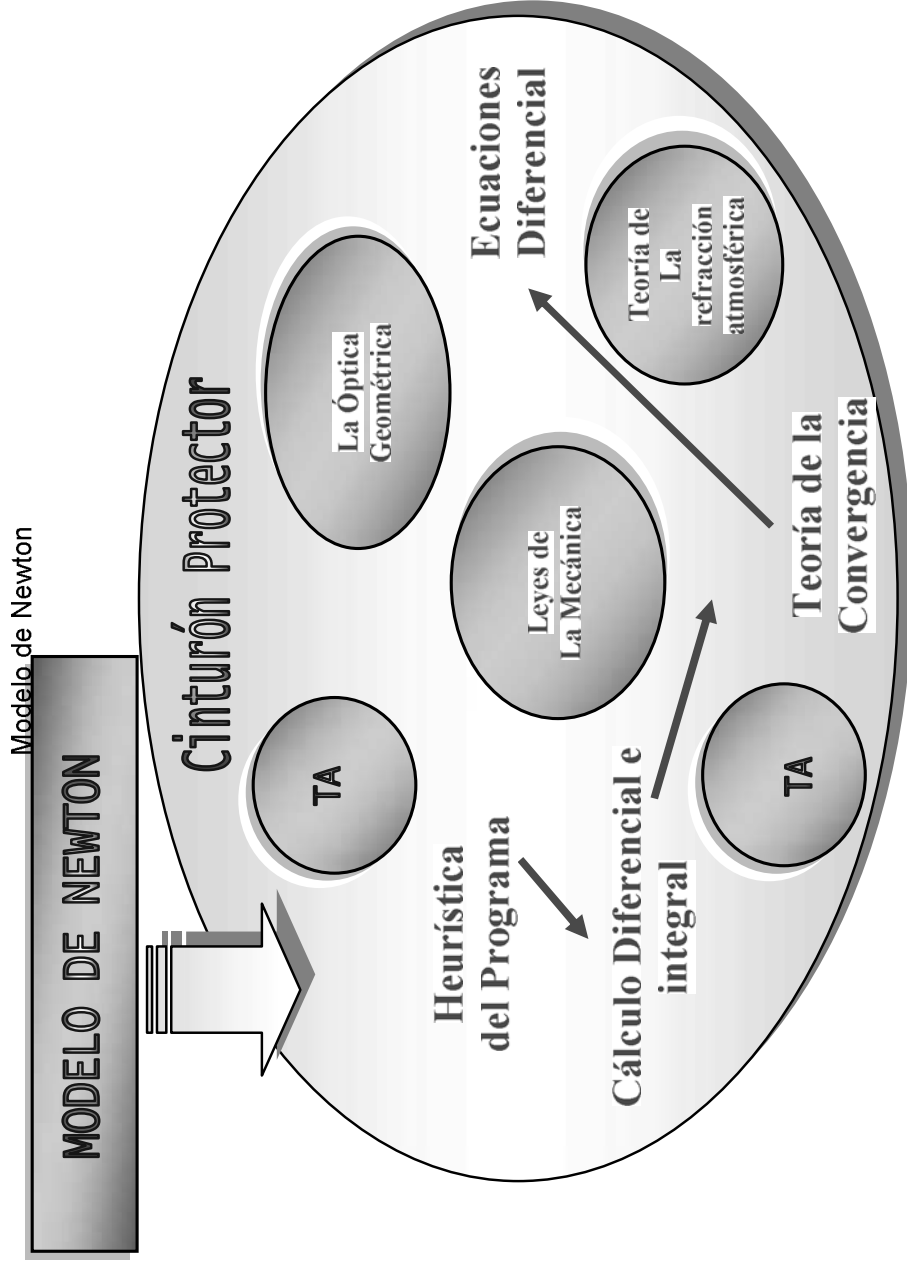 Modelo de Newton
MODELO DE NEWTON
Cinturón Protector
TA
La Óptica
Geométrica
Heurística
del Programa
Leyes de
La Mecánica
Ecuaciones
Diferencial
Cálculo Diferencial e
integral
Teoría de
La
refracción
atmosférica
TA
Teoría de la
Convergencia